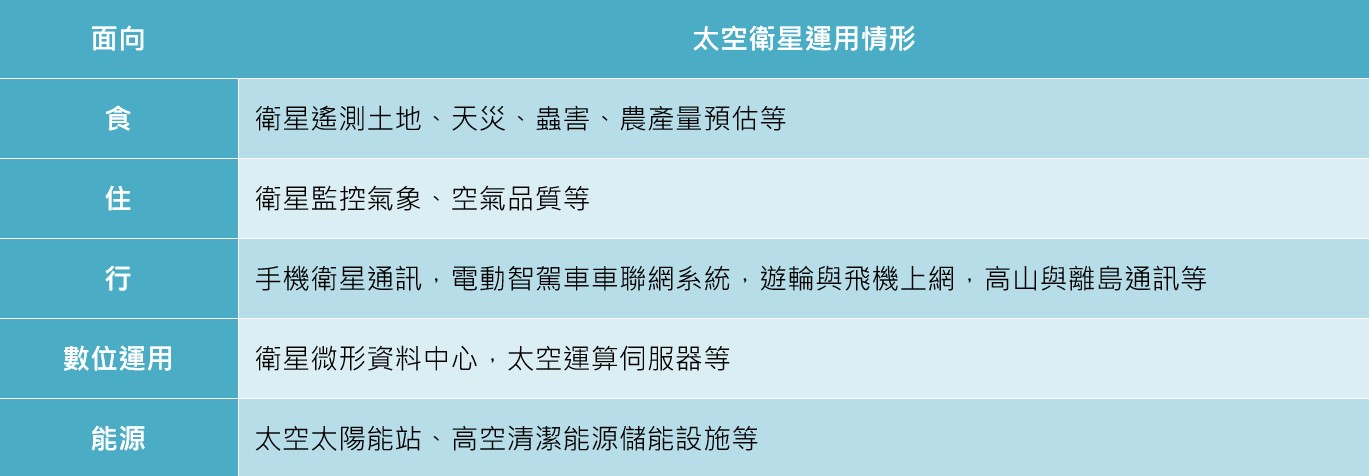 面向 太空衛星運用情形
食 衛星遙測土地、天災、蟲害、農產量預估等
住 衛星監控氣象、空氣品質等
行 手機衛星通訊，電動智駕車車聯網系統，遊輪與飛機上網，高山與離島通訊等
數位運用 衛星微形資料中心，太空運算伺服器等
能源 太空太陽能站、高空清潔能源儲能設施等